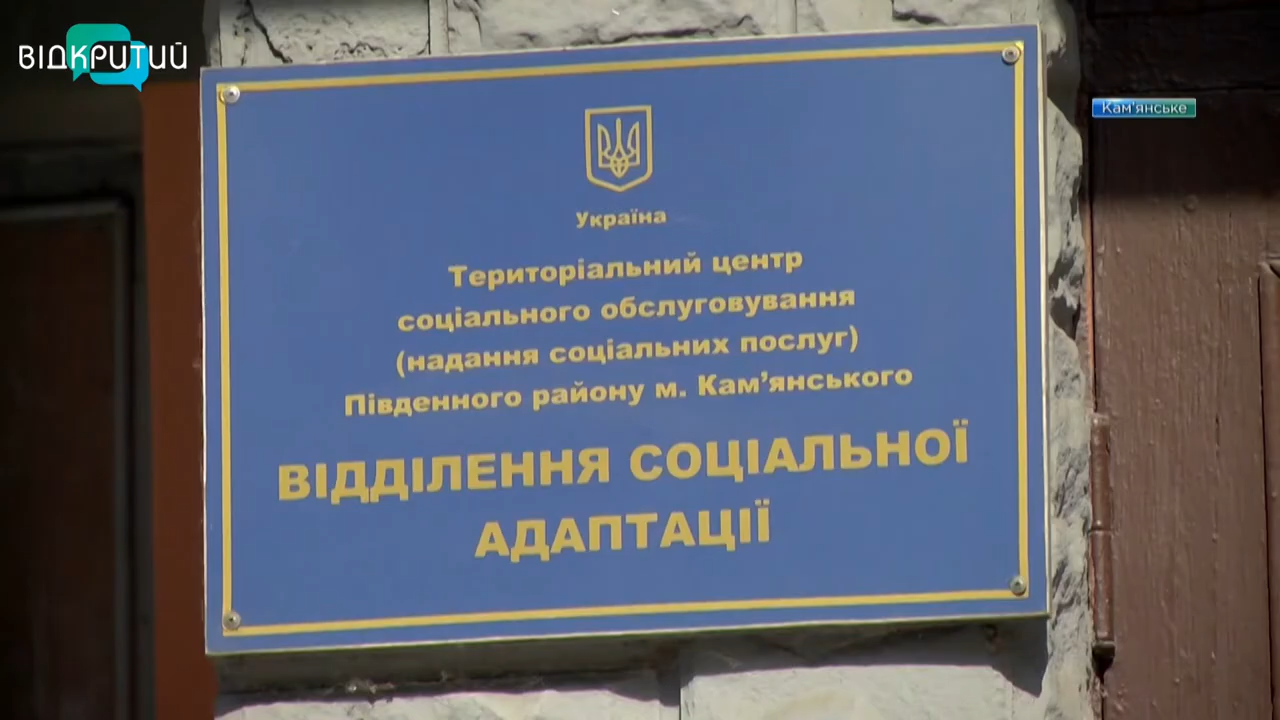 ВІДКРИТИЙ
Кам'янське
Україна
Територіальний центр
соціального обслуговування
(надання соціальних послуг)
Південного району м. Кам’янського
ВІДДІЛЕННЯ СОЦІАЛЬНОЇ
АДАПТАЦІЇ